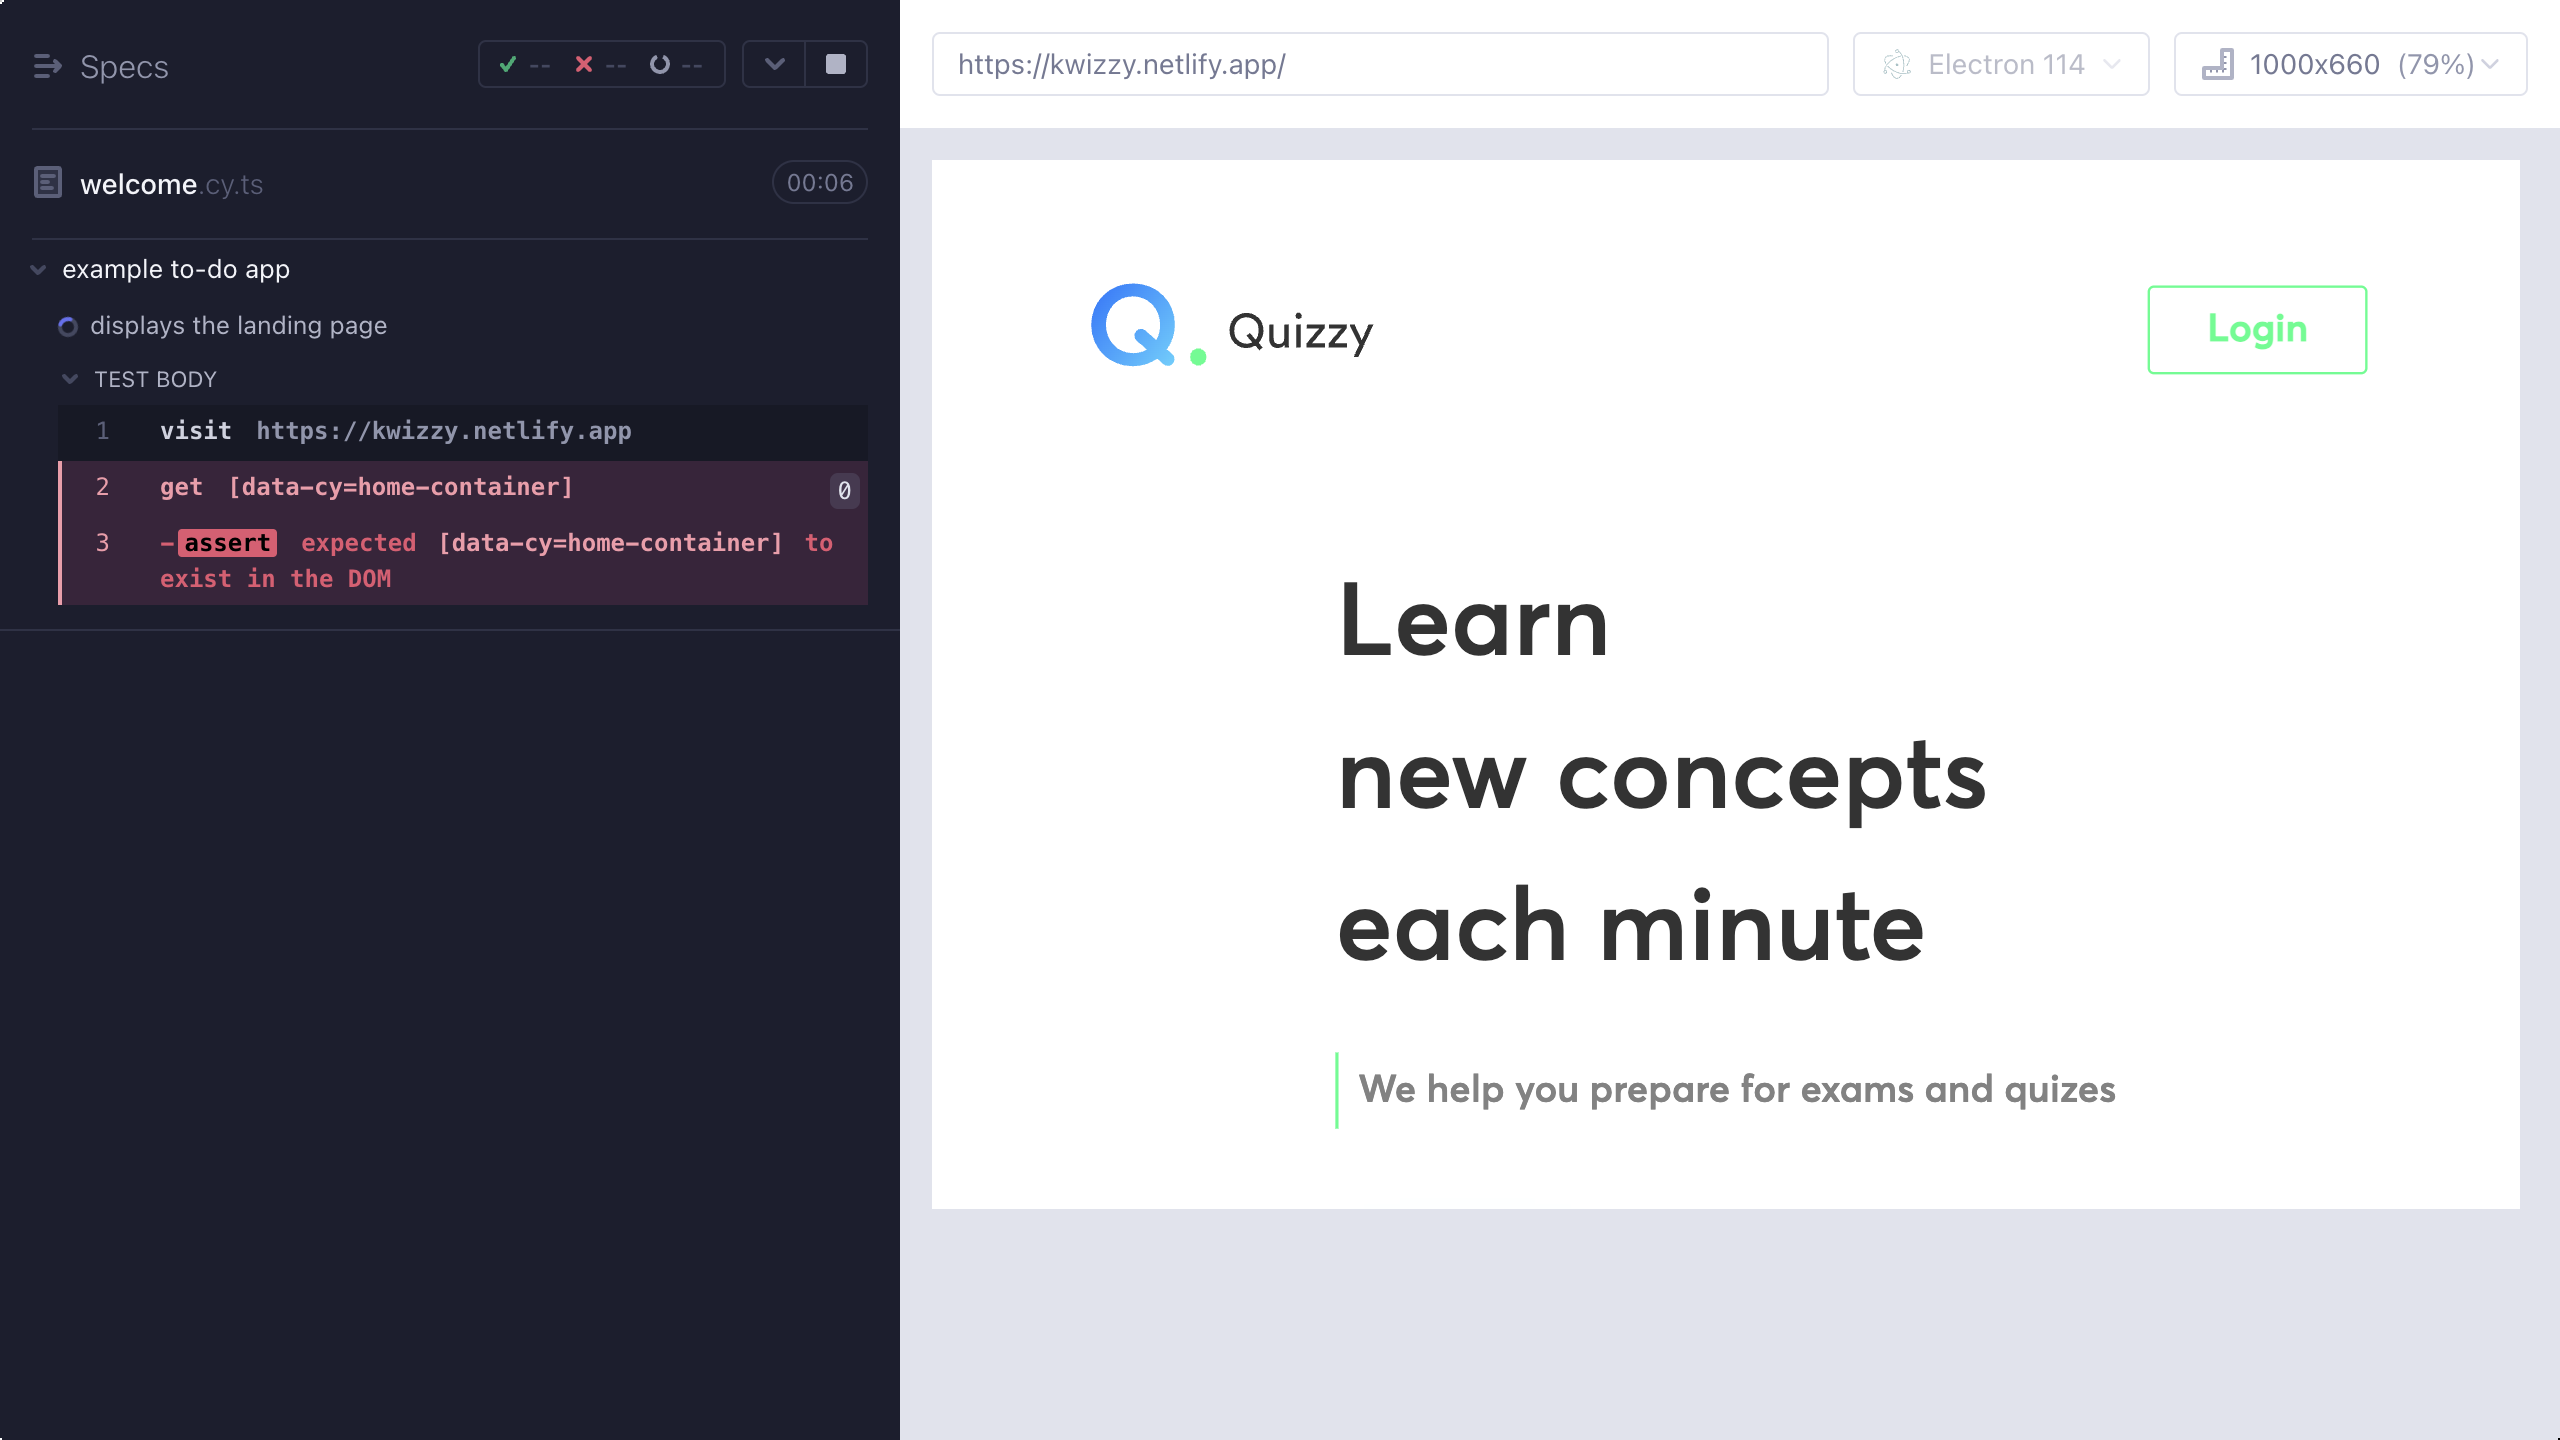 Specs
-- -- --
welcome.cy.ts
00:06
example to-do app
displays the landing page
TEST BODY
1 visit https://kwizzy.netlify.app
2 get [data-cy=home-container] 0
3 -assert expected [data-cy=home-container] to
exist in the DOM
https://kwizzy.netlify.app/
Electron 114
1000x660 (79%)
Q. Quizzy
Login
Learn
new concepts
each minute
We help you prepare for exams and quizes